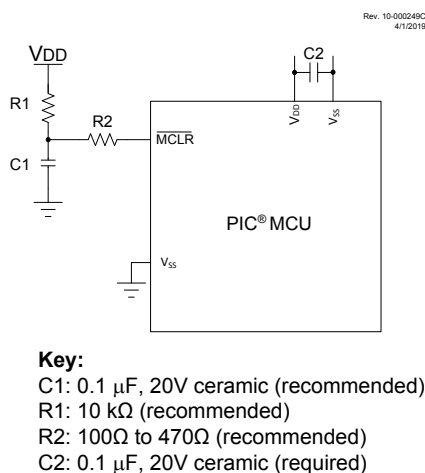 Rev. 10-000249C
4/1/2019
VDD
C2
R1
R2
VDD
VSS
MCLR
C1
PIC® MCU
VSS
Key:
C1: 0.1 μF, 20V ceramic (recommended)
R1: 10 kΩ (recommended)
R2: 100Ω to 470Ω (recommended)
C2: 0.1 μF, 20V ceramic (required)